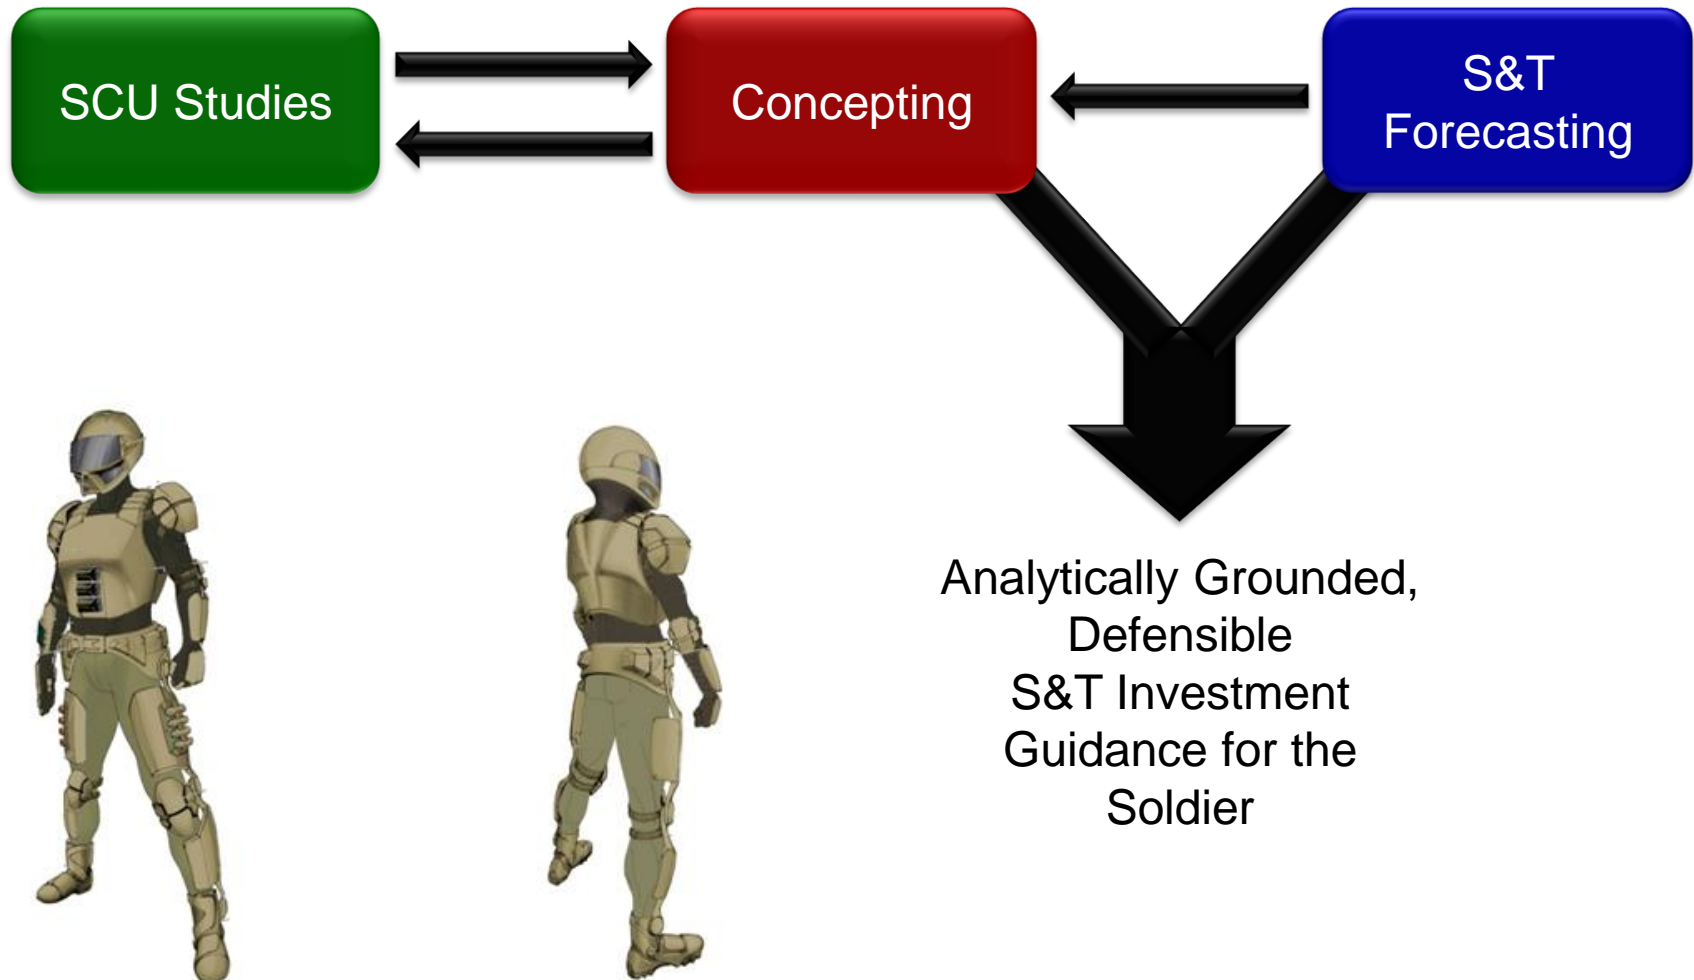 SCU Studies
Concepting
S&T
Forecasting
Analytically Grounded,
Defensible
S&T Investment
Guidance for the
Soldier